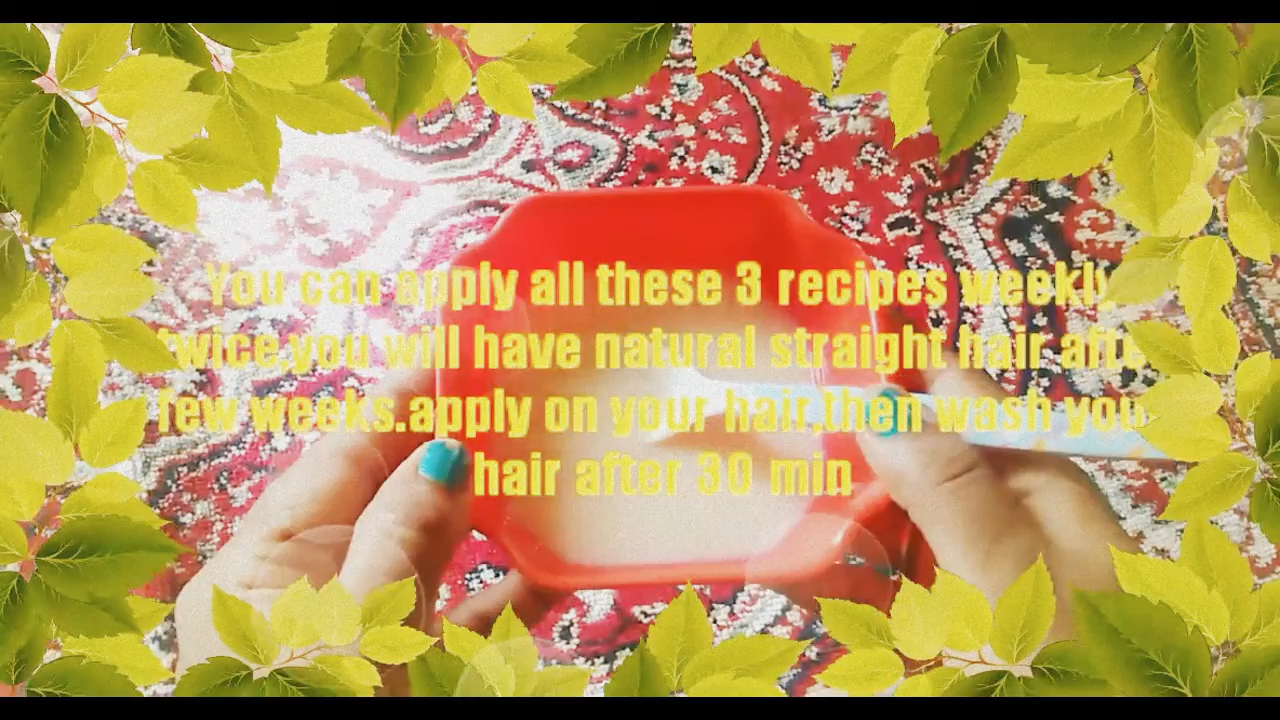 You can apply all these 3 recipes weekly
twice,you will have natural straight hair afte
few weeks.apply on your hair,then wash you
hair after 30 min